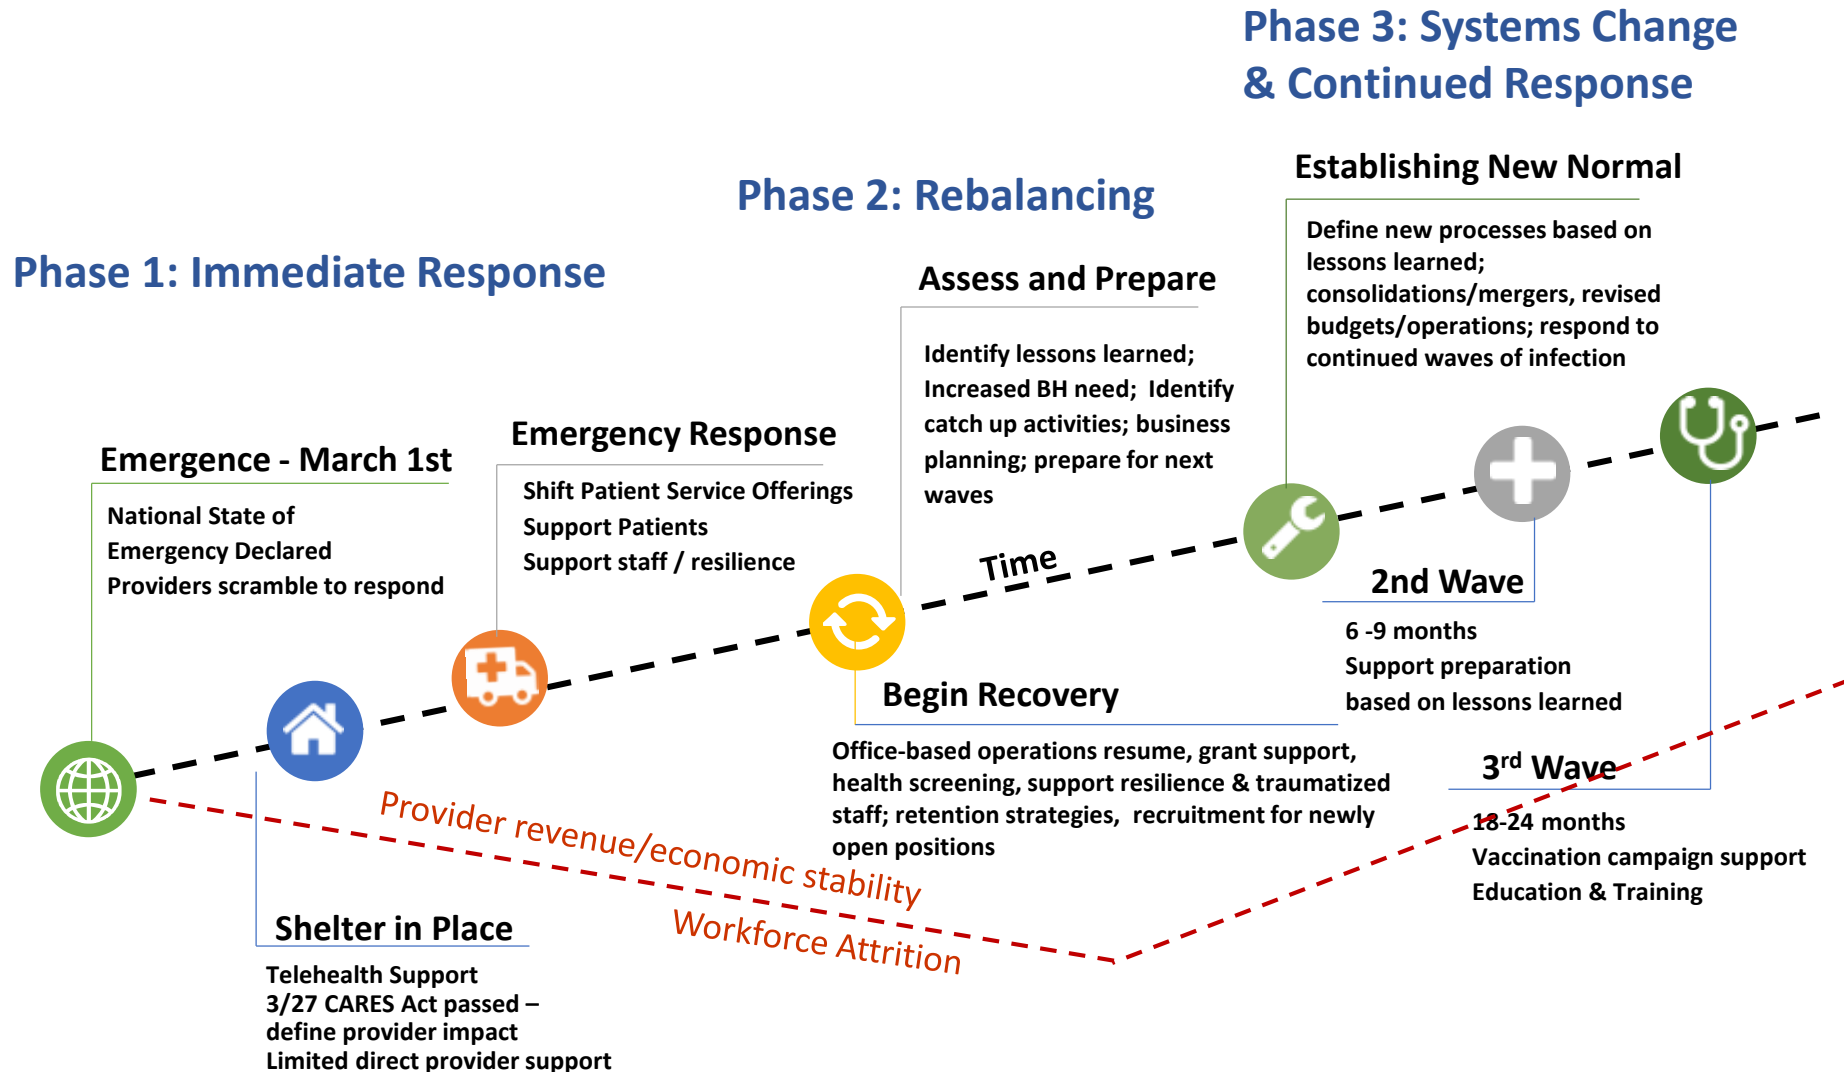 Phase 3: Systems Change
& Continued Response
Phase 2: Rebalancing
Phase 1: Immediate Response
Emergence - March 1st
National State of
Emergency Declared
Providers scramble to respond
Shelter in Place
Telehealth Support
3/27 CARES Act passed –
define provider impact
Limited direct provider support
Emergency Response
Shift Patient Service Offerings
Support Patients
Support staff / resilience
Assess and Prepare
Identify lessons learned;
Increased BH need;  Identify
catch up activities; business
planning; prepare for next
waves
Begin Recovery
Office-based operations resume, grant support,
health screening, support resilience & traumatized
staff; retention strategies,  recruitment for newly
open positions
Time
Establishing New Normal
Define new processes based on
lessons learned;
consolidations/mergers, revised
budgets/operations; respond to
continued waves of infection
2nd Wave
6 -9 months
Support preparation
based on lessons learned
3rd Wave
18-24 months
Vaccination campaign support
Education & Training
Provider revenue/economic stability
Workforce Attrition